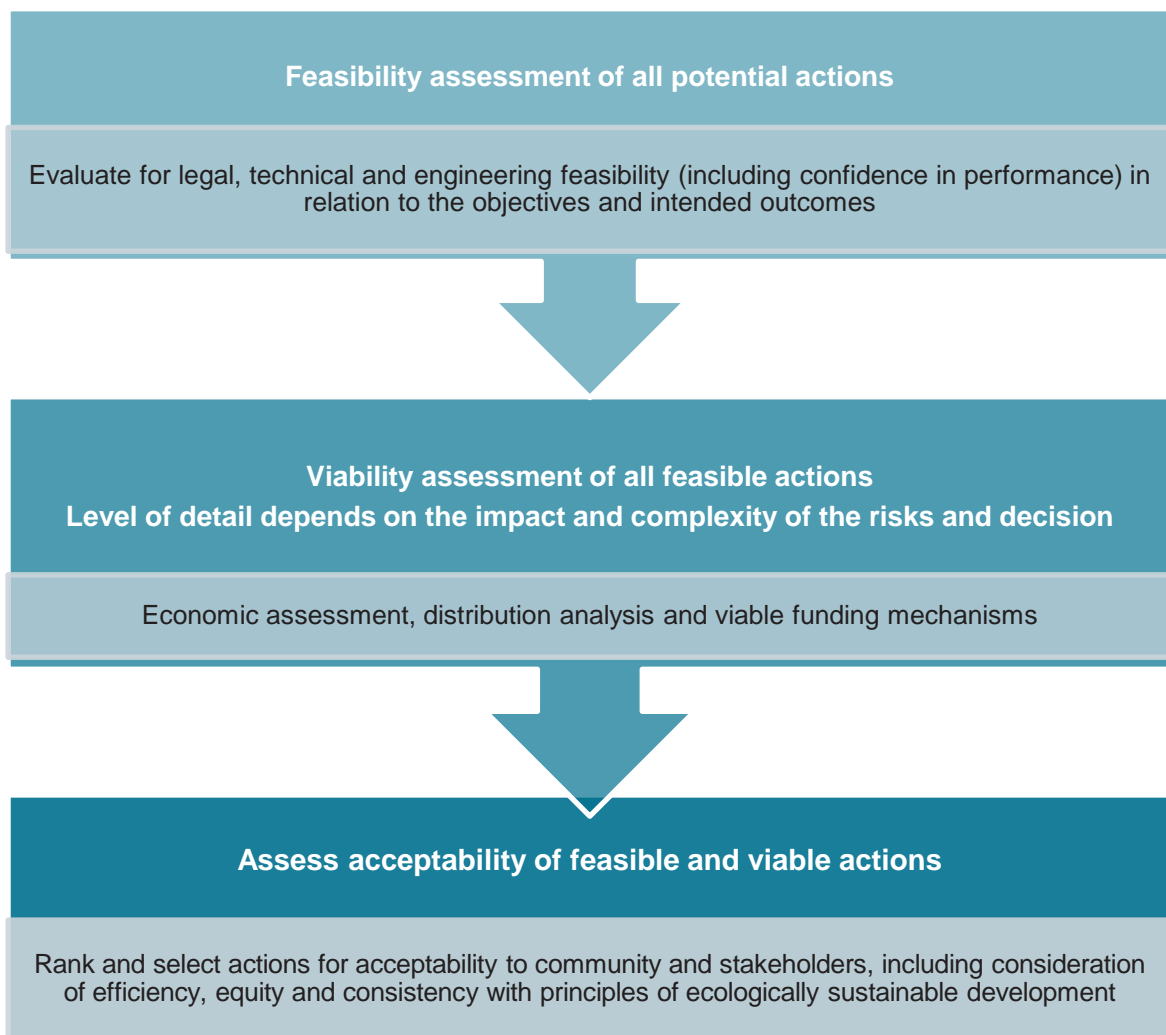 Feasibility assessment of all potential actions
Evaluate for legal, technical and engineering feasibility (including confidence in performance) in
relation to the objectives and intended outcomes
Viability assessment of all feasible actions
Level of detail depends on the impact and complexity of the risks and decision
Economic assessment, distribution analysis and viable funding mechanisms
Assess acceptability of feasible and viable actions
Rank and select actions for acceptability to community and stakeholders, including consideration
of efficiency, equity and consistency with principles of ecologically sustainable development